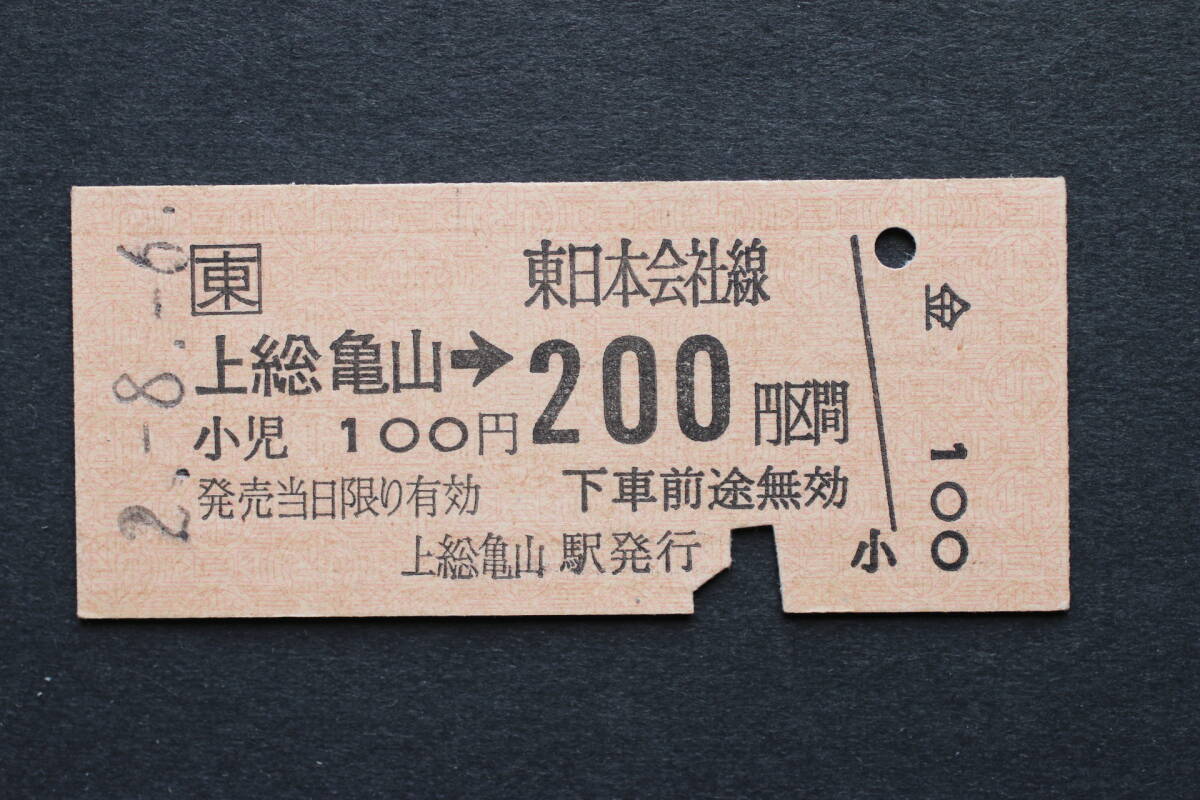 2.-8.-6.
東
東日本会社線
上総亀山→200円区間
小児 100円
発売当日限り有効 下車前途無効
上総亀山駅発行
小
金
100